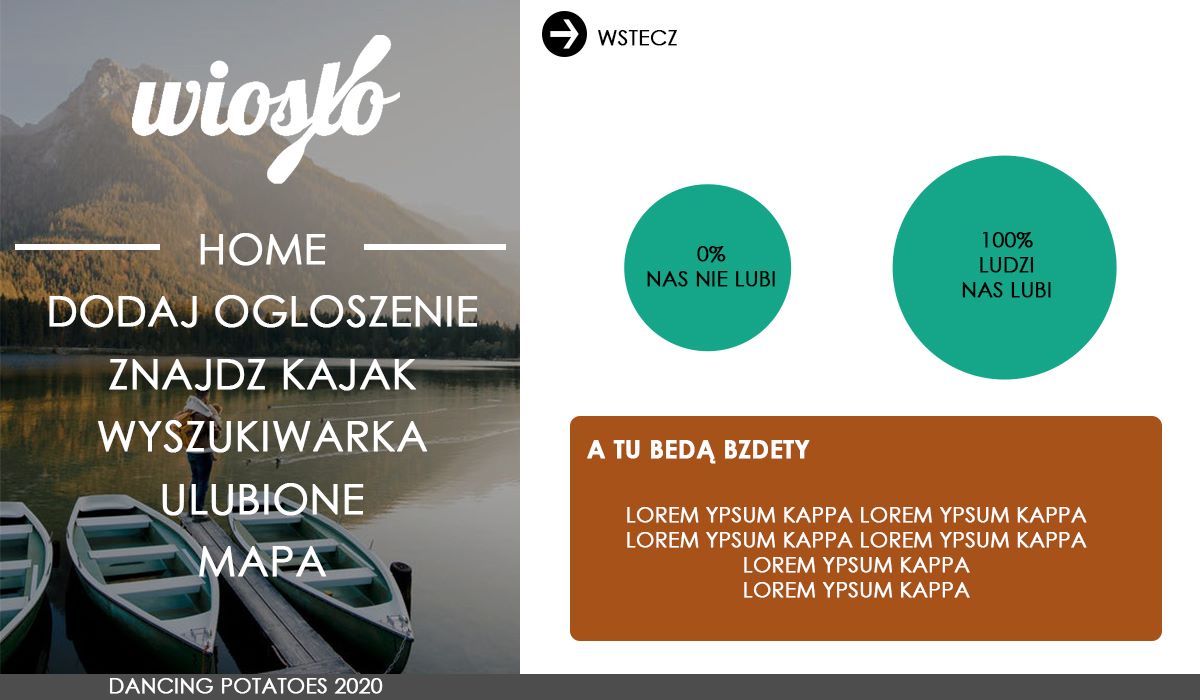 wiosło
HOME
DODAJ OGLOSZENIE
ZNAJDZ KAJAK
WYSZUKIWARKA
ULUBIONE
MAPA
DANCING POTATOES 2020
WSTECZ
0%
NAS NIE LUBI
100%
LUDZI
NAS LUBI
A TU BEDĄ BZDETY
LOREM YPSUM KAPPA LOREM YPSUM KAPPA
LOREM YPSUM KAPPA LOREM YPSUM KAPPA
LOREM YPSUM KAPPA
LOREM YPSUM KAPPA